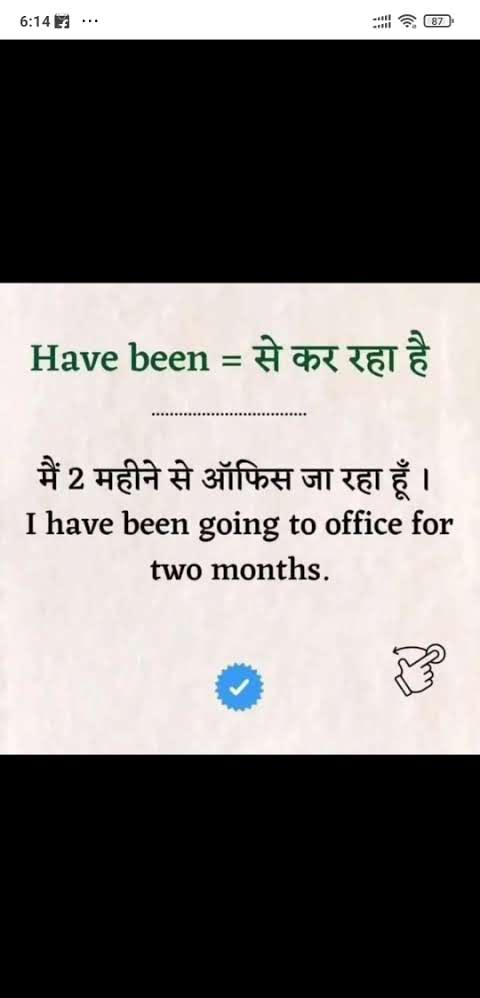 6:14 ...
87
Have been = से कर रहा है
..................................
मैं 2 महीने से ऑफिस जा रहा हूँ ।
I have been going to office for
two months.